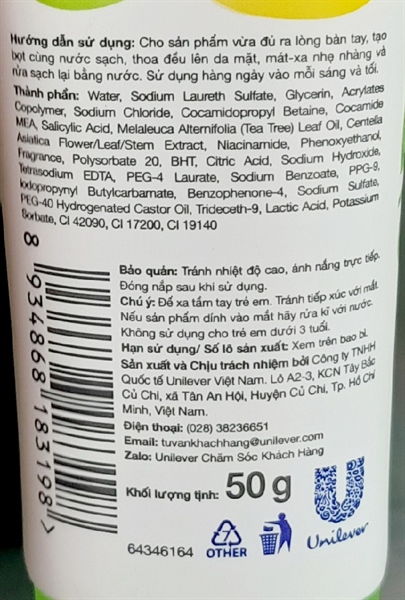 Hướng dẫn sử dụng: Cho sản phẩm vừa đủ ra lòng bàn tay, tạo
bọt cùng nước sạch, thoa đều lên da mặt, mát-xa nhẹ nhàng và
rửa sạch lại bằng nước. Sử dụng hàng ngày vào mỗi sáng và tối.
Thành phần: Water, Sodium Laureth Sulfate, Glycerin, Acrylates
Copolymer, Sodium Chloride, Cocamidopropyl Betaine, Cocamide
MEA, Salicylic Acid, Melaleuca Alternifolia (Tea Tree) Leaf Oil, Centella
Asiatica Flower/Leaf/Stem Extract, Niacinamide, Phenoxyethanol,
Fragrance, Polysorbate 20, BHT, Citric Acid, Sodium Hydroxide,
Tetrasodium EDTA, PEG-4 Laurate, Sodium Benzoate, PPG-9,
Iodopropynyl Butylcarbamate, Benzophenone-4, Sodium Sulfate,
PEG-40 Hydrogenated Castor Oil, Trideceth-9, Lactic Acid, Potassium
Sorbate, CI 42090, CI 17200, CI 19140
8 934868 183198 >
Bảo quản: Tránh nhiệt độ cao, ánh nắng trực tiếp.
Đóng nắp sau khi sử dụng.
Chú ý: Để xa tầm tay trẻ em. Tránh tiếp xúc với mắt.
Nếu sản phẩm dính vào mắt hãy rửa kĩ với nước.
Không sử dụng cho trẻ em dưới 3 tuổi.
Hạn sử dụng/ Số lô sản xuất: Xem trên bao bì.
Sản xuất và Chịu trách nhiệm bởi Công ty TNHH
Quốc tế Unilever Việt Nam. Lô A2-3, KCN Tây Bắc
Củ Chi, xã Tân An Hội, Huyện Củ Chi, Tp. Hồ Chí
Minh, Việt Nam.
Điện thoại: (028) 38236651
Email: tuvankhachhang@unilever.com
Zalo: Unilever Chăm Sóc Khách Hàng
Khối lượng tịnh: 50 g
64346164
7
OTHER
Unilever